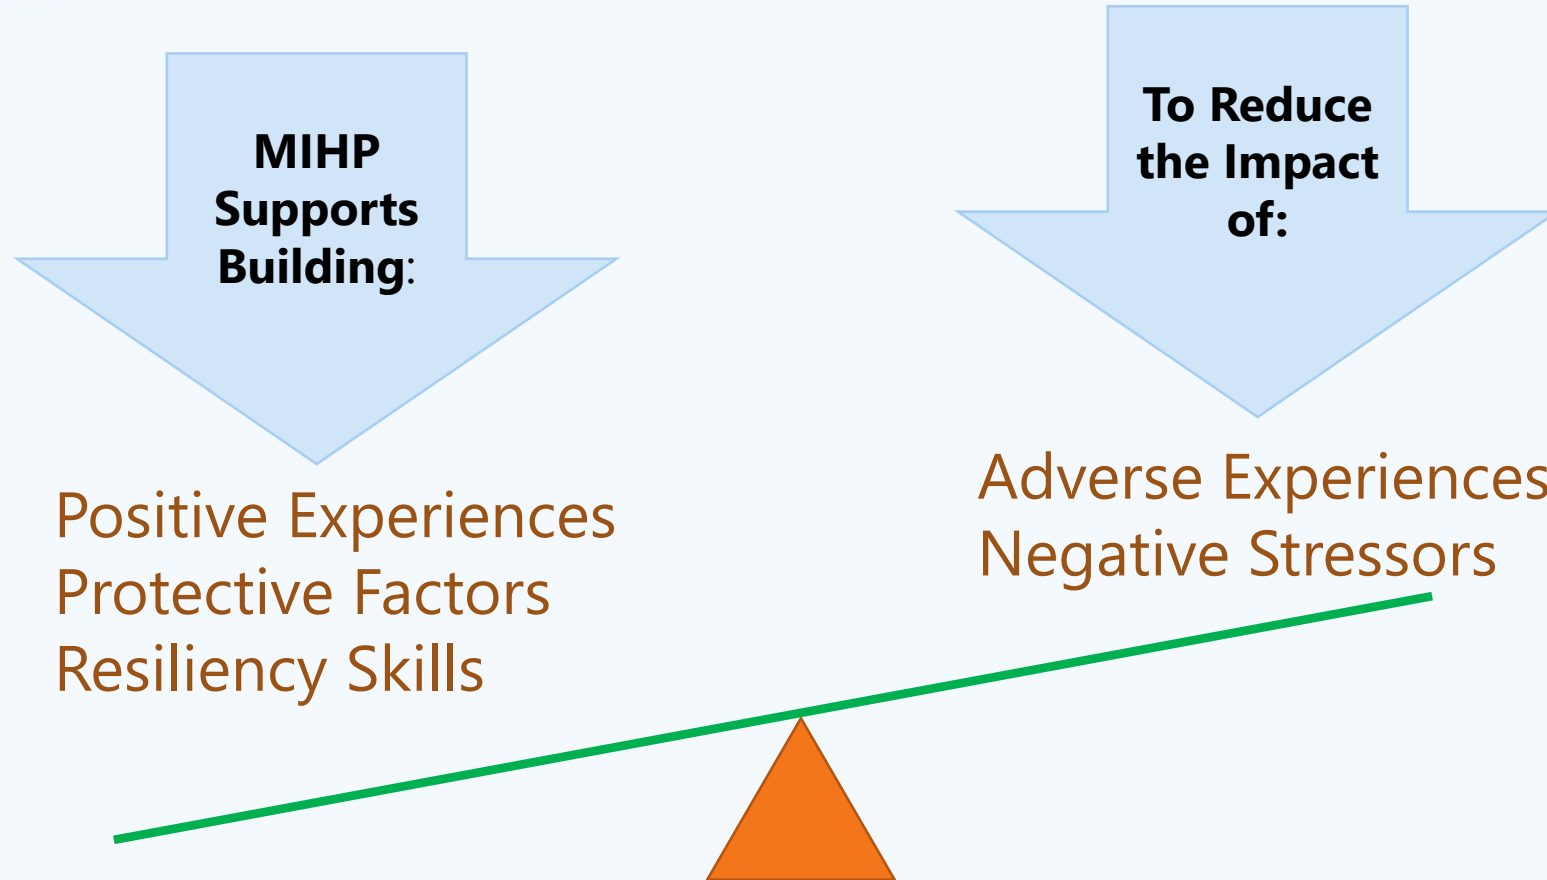 MIHP
Supports
Building:
Positive Experiences
Protective Factors
Resiliency Skills
To Reduce
the Impact
of:
Adverse Experiences
Negative Stressors